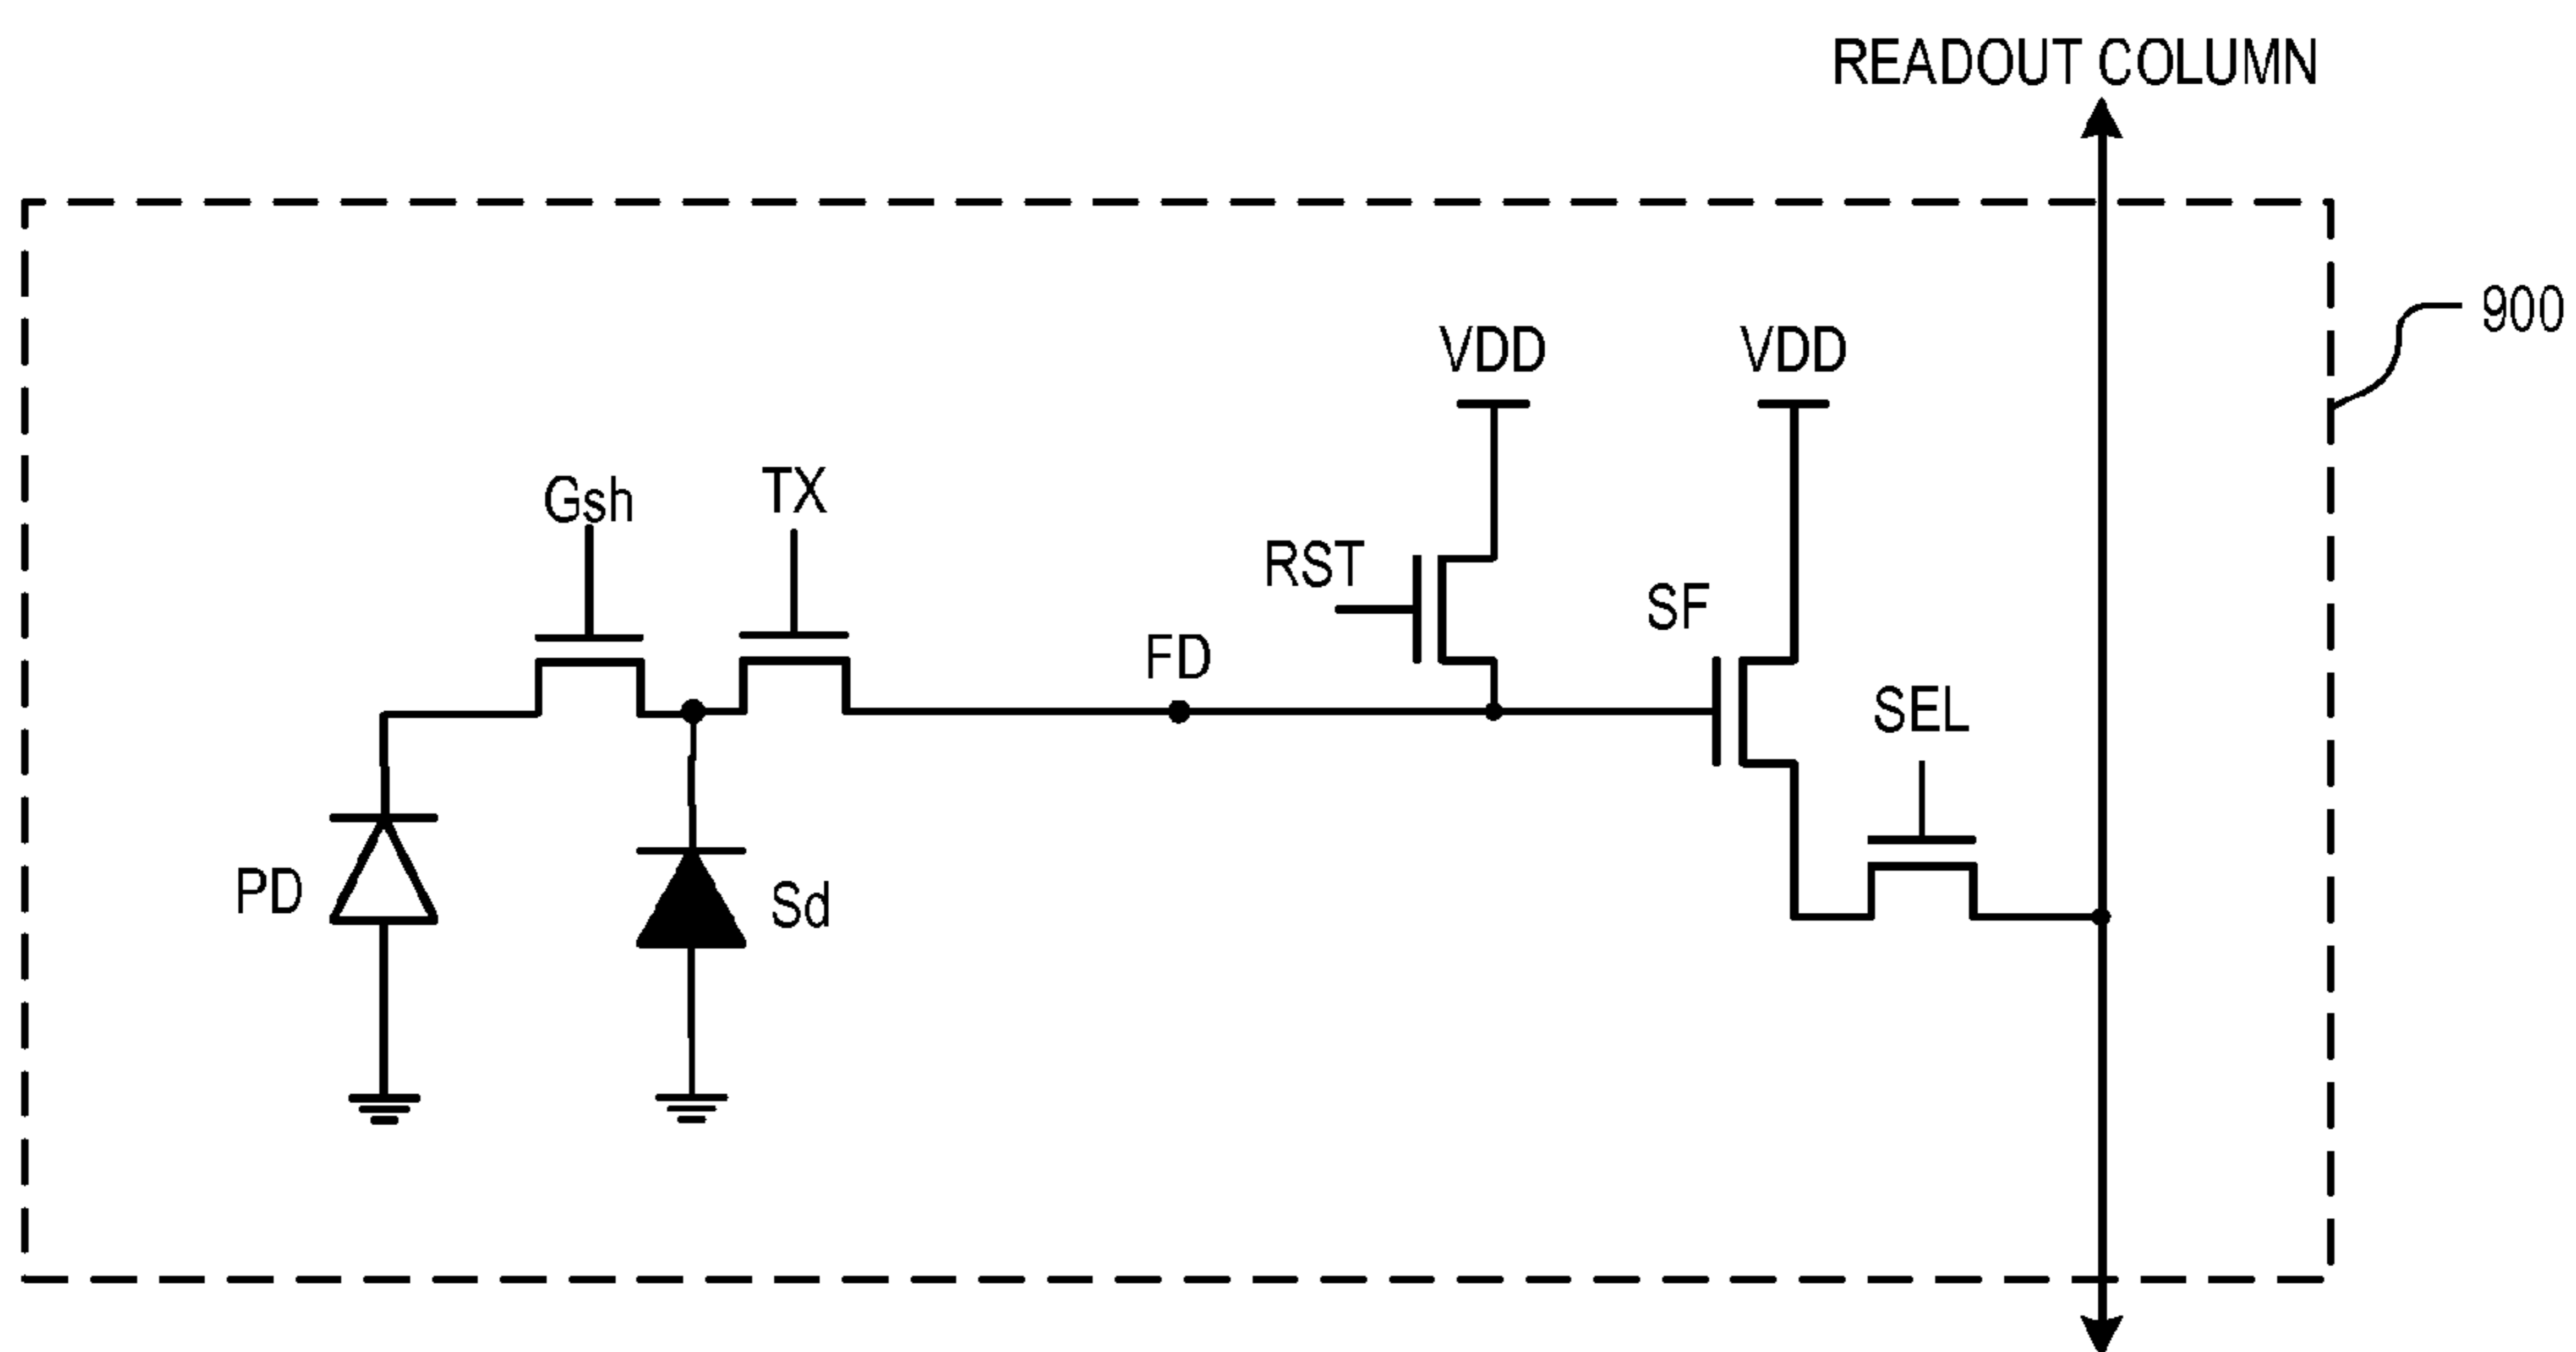 READOUT COLUMN
900
VDD
VDD
Gsh
TX
RST
SF
FD
SEL
PD
Sd